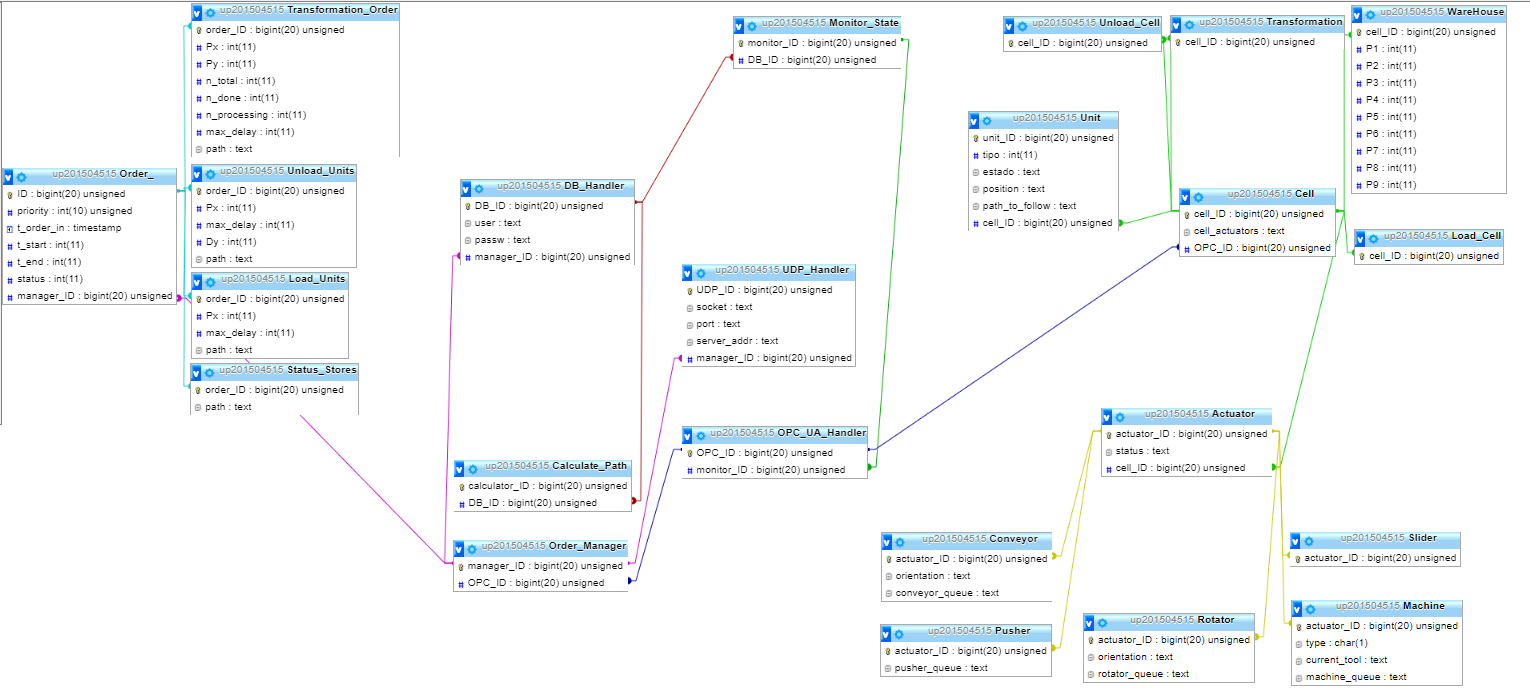 up201504515 Transformation_Order
order_ID : bigint(20) unsigned
Px : int(11)
Py : int(11)
n_total : int(11)
n_done : int(11)
n_processing : int(11)
max_delay : int(11)
path : text
up201504515 Order_
ID : bigint(20) unsigned
priority : int(10) unsigned
t_order_in : timestamp
t_start : int(11)
t_end : int(11)
status : int(11)
manager_ID : bigint(20) unsigned
up201504515 Unload_Units
order_ID : bigint(20) unsigned
Px : int(11)
max_delay : int(11)
Dy : int(11)
path : text
up201504515 Load_Units
order_ID : bigint(20) unsigned
Px : int(11)
max_delay : int(11)
path : text
up201504515 Status_Stores
order_ID : bigint(20) unsigned
path : text
up201504515 DB_Handler
DB_ID : bigint(20) unsigned
user : text
passw : text
manager_ID : bigint(20) unsigned
up201504515 Calculate_Path
calculator_ID : bigint(20) unsigned
DB_ID : bigint(20) unsigned
up201504515 Order_Manager
manager_ID : bigint(20) unsigned
OPC_ID : bigint(20) unsigned
up201504515 Monitor_State
monitor_ID : bigint(20) unsigned
DB_ID : bigint(20) unsigned
up201504515 UDP_Handler
UDP_ID : bigint(20) unsigned
socket : text
port : text
server_addr : text
manager_ID : bigint(20) unsigned
up201504515 OPC_UA_Handler
OPC_ID : bigint(20) unsigned
monitor_ID : bigint(20) unsigned
up201504515 Unload_Cell
cell_ID : bigint(20) unsigned
up201504515 Transformation
cell_ID : bigint(20) unsigned
up201504515 WareHouse
cell_ID : bigint(20) unsigned
P1 : int(11)
P2 : int(11)
P3 : int(11)
P4 : int(11)
P5 : int(11)
P6 : int(11)
P7 : int(11)
P8 : int(11)
P9 : int(11)
up201504515 Unit
unit_ID : bigint(20) unsigned
tipo : int(11)
estado : text
position : text
path_to_follow : text
cell_ID : bigint(20) unsigned
up201504515 Cell
cell_ID : bigint(20) unsigned
cell_actuators : text
OPC_ID : bigint(20) unsigned
up201504515 Load_Cell
cell_ID : bigint(20) unsigned
up201504515 Actuator
actuator_ID : bigint(20) unsigned
status : text
cell_ID : bigint(20) unsigned
up201504515 Conveyor
actuator_ID : bigint(20) unsigned
orientation : text
conveyor_queue : text
up201504515 Slider
actuator_ID : bigint(20) unsigned
up201504515 Pusher
actuator_ID : bigint(20) unsigned
pusher_queue : text
up201504515 Rotator
actuator_ID : bigint(20) unsigned
orientation : text
rotator_queue : text
up201504515 Machine
actuator_ID : bigint(20) unsigned
type : char(1)
current_tool : text
machine_queue : text